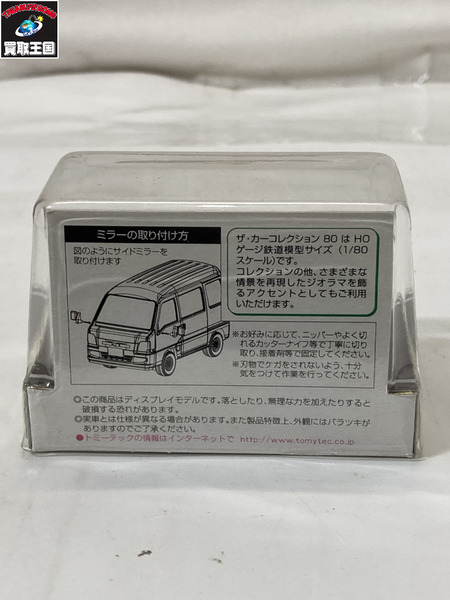 TREASURE KING
買取王国
ミラーの取り付け方
図のようにサイドミラーを
取り付けます
ザ・カーコレクション 80 は HO
ゲージ鉄道模型サイズ (1/80
スケール)です。
コレクションの他、さまざまな
情景を再現したジオラマを飾
るアクセントとしてもご利用
いただけます。
※お好みに応じて、ニッパーやよく切
れるカッターナイフ等で丁寧に切り
取り、接着剤等で固定してください。
※刃物でケガをされないよう、十分
気をつけて作業を行ってください。
◎この商品はディスプレイモデルです。落としたり、無理な力を加えたりすると
破損する恐れがあります。
◎実車とは仕様が異なる場合があります。また製品特徴上、外観にはバラツキが
ありますのでご了承ください。
●トミーテックの情報はインターネットで http://www.tomytec.co.jp